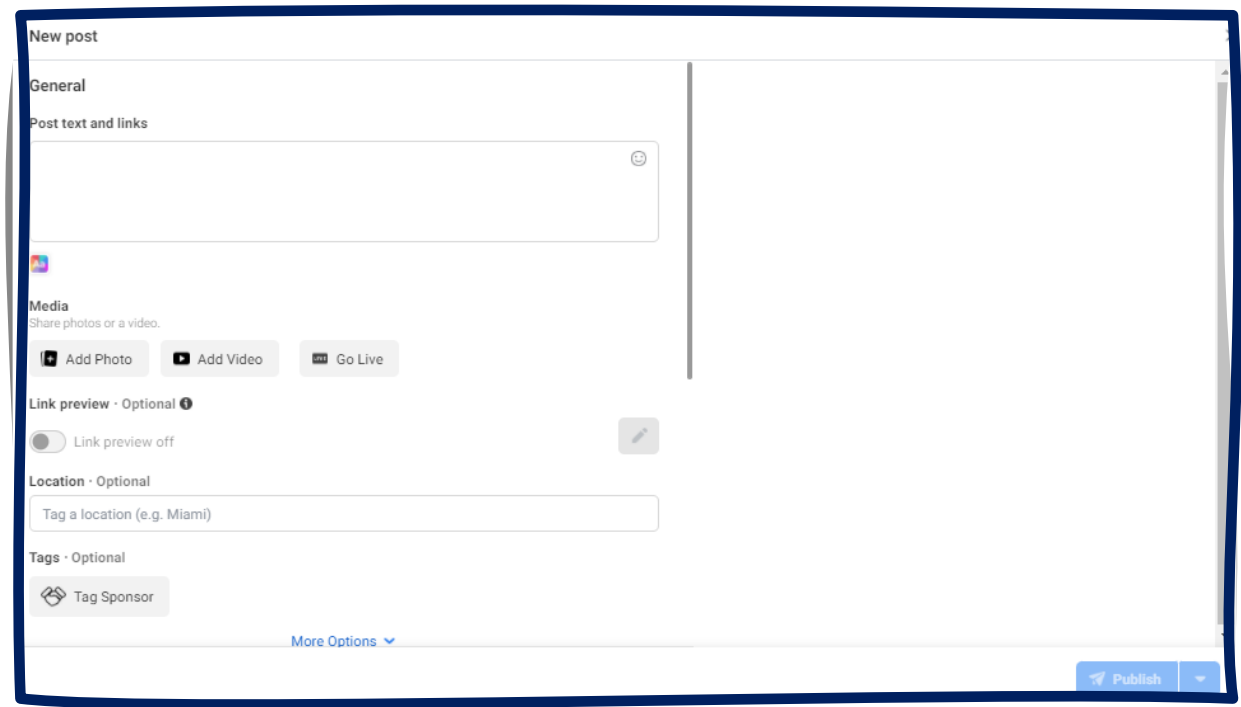 New post
General
Post text and links
Media
Share photos or a video.
Add Photo
Add Video
Go Live
Link preview · Optional
Link preview off
Location · Optional
Tag a location (e.g. Miami)
Tags · Optional
Tag Sponsor
More Options
Publish